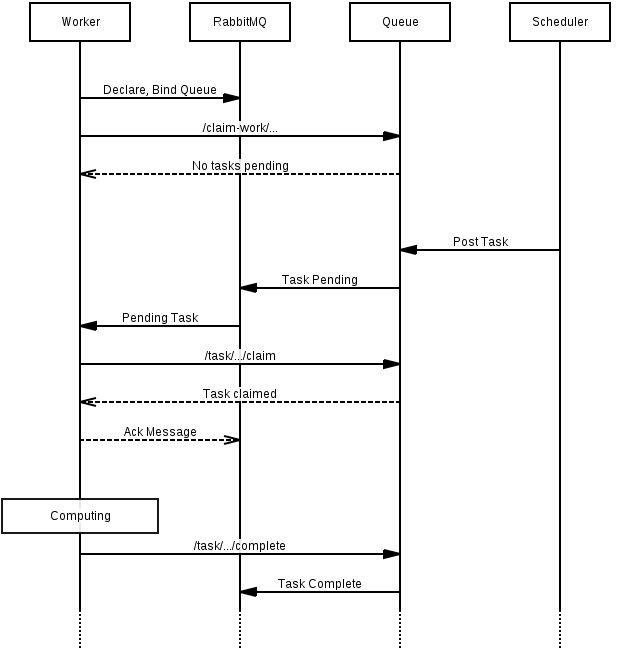 Worker
RabbitMQ
Queue
Scheduler
Declare, Bind Queue
/claim-work/...
No tasks pending
Post Task
Task Pending
Pending Task
/task/.../claim
Task claimed
Ack Message
Computing
/task/.../complete
Task Complete